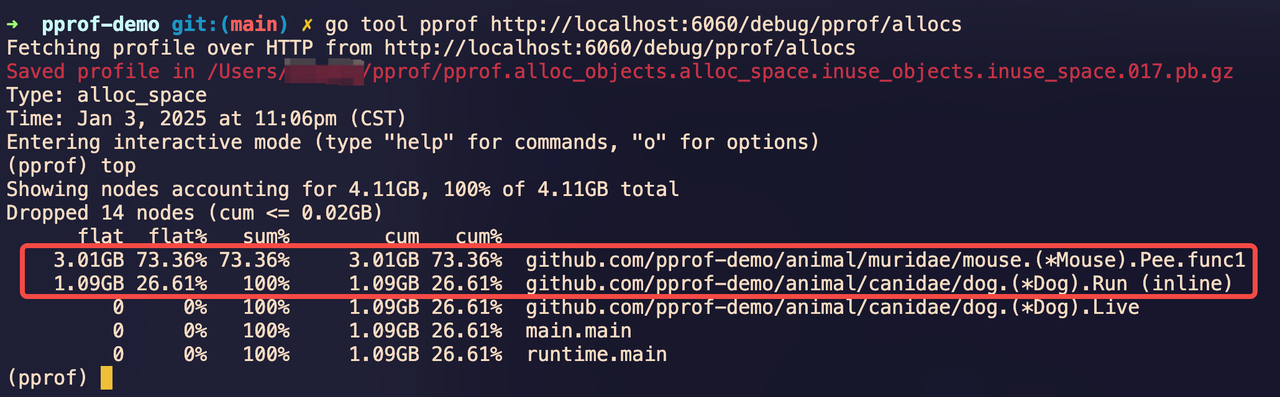 ➜  pprof-demo git:(main) ✗ go tool pprof http://localhost:6060/debug/pprof/allocs
Fetching profile over HTTP from http://localhost:6060/debug/pprof/allocs
Saved profile in /Users/ /pprof/pprof.alloc_objects.alloc_space.inuse_objects.inuse_space.017.pb.gz
Type: alloc_space
Time: Jan 3, 2025 at 11:06pm (CST)
Entering interactive mode (type "help" for commands, "o" for options)
(pprof) top
Showing nodes accounting for 4.11GB, 100% of 4.11GB total
Dropped 14 nodes (cum <= 0.02GB)
      flat  flat%   sum%        cum   cum%
    3.01GB 73.36% 73.36%     3.01GB 73.36%  github.com/pprof-demo/animal/muridae/mouse.(*Mouse).Pee.func1
    1.09GB 26.61%   100%     1.09GB 26.61%  github.com/pprof-demo/animal/canidae/dog.(*Dog).Run (inline)
         0     0%   100%     1.09GB 26.61%  github.com/pprof-demo/animal/canidae/dog.(*Dog).Live
         0     0%   100%     1.09GB 26.61%  main.main
         0     0%   100%     1.09GB 26.61%  runtime.main
(pprof)